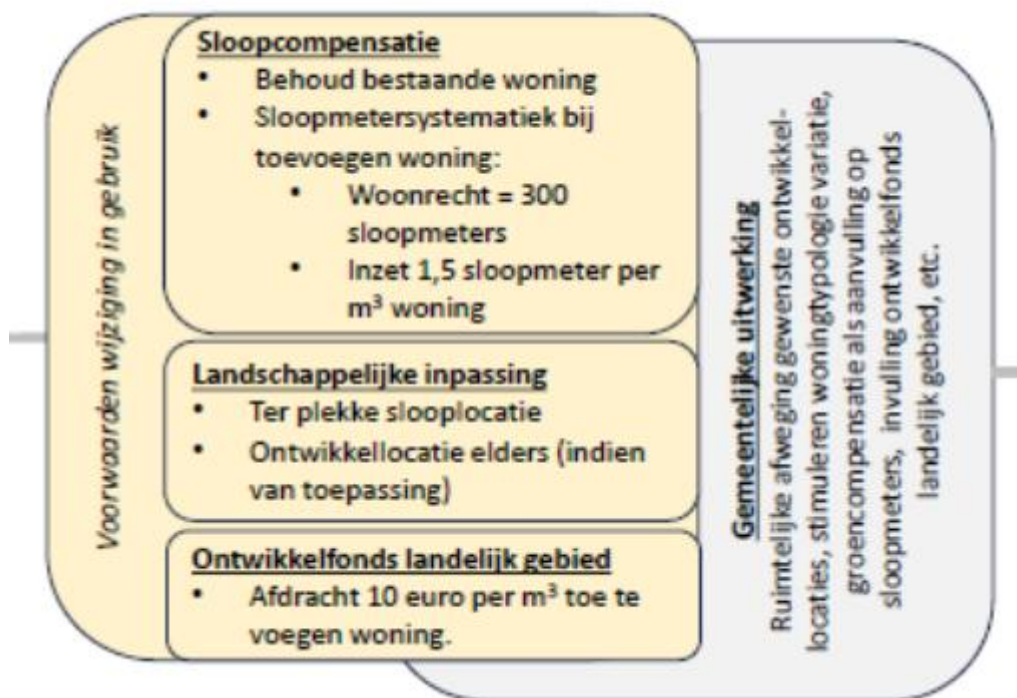 Voorwaarden wijziging in gebruik
Sloopcompensatie
• Behoud bestaande woning
• Sloopmetersystematiek bij
toevoegen woning:
• Woonrecht = 300
sloopmeters
• Inzet 1,5 sloopmeter per
m³ woning
Landschappelijke inpassing
• Ter plekke slooplocatie
• Ontwikkellocatie elders (indien
van toepassing)
Ontwikkelfonds landelijk gebied
• Afdracht 10 euro per m³ toe te
voegen woning.
Gemeentelijke uitwerking
Ruimtelijke afweging gewenste ontwikkel-
locaties, stimuleren woningtypologie variatie,
groencompensatie als aanvulling op
sloopmeters, invulling ontwikkelfonds
landelijk gebied, etc.